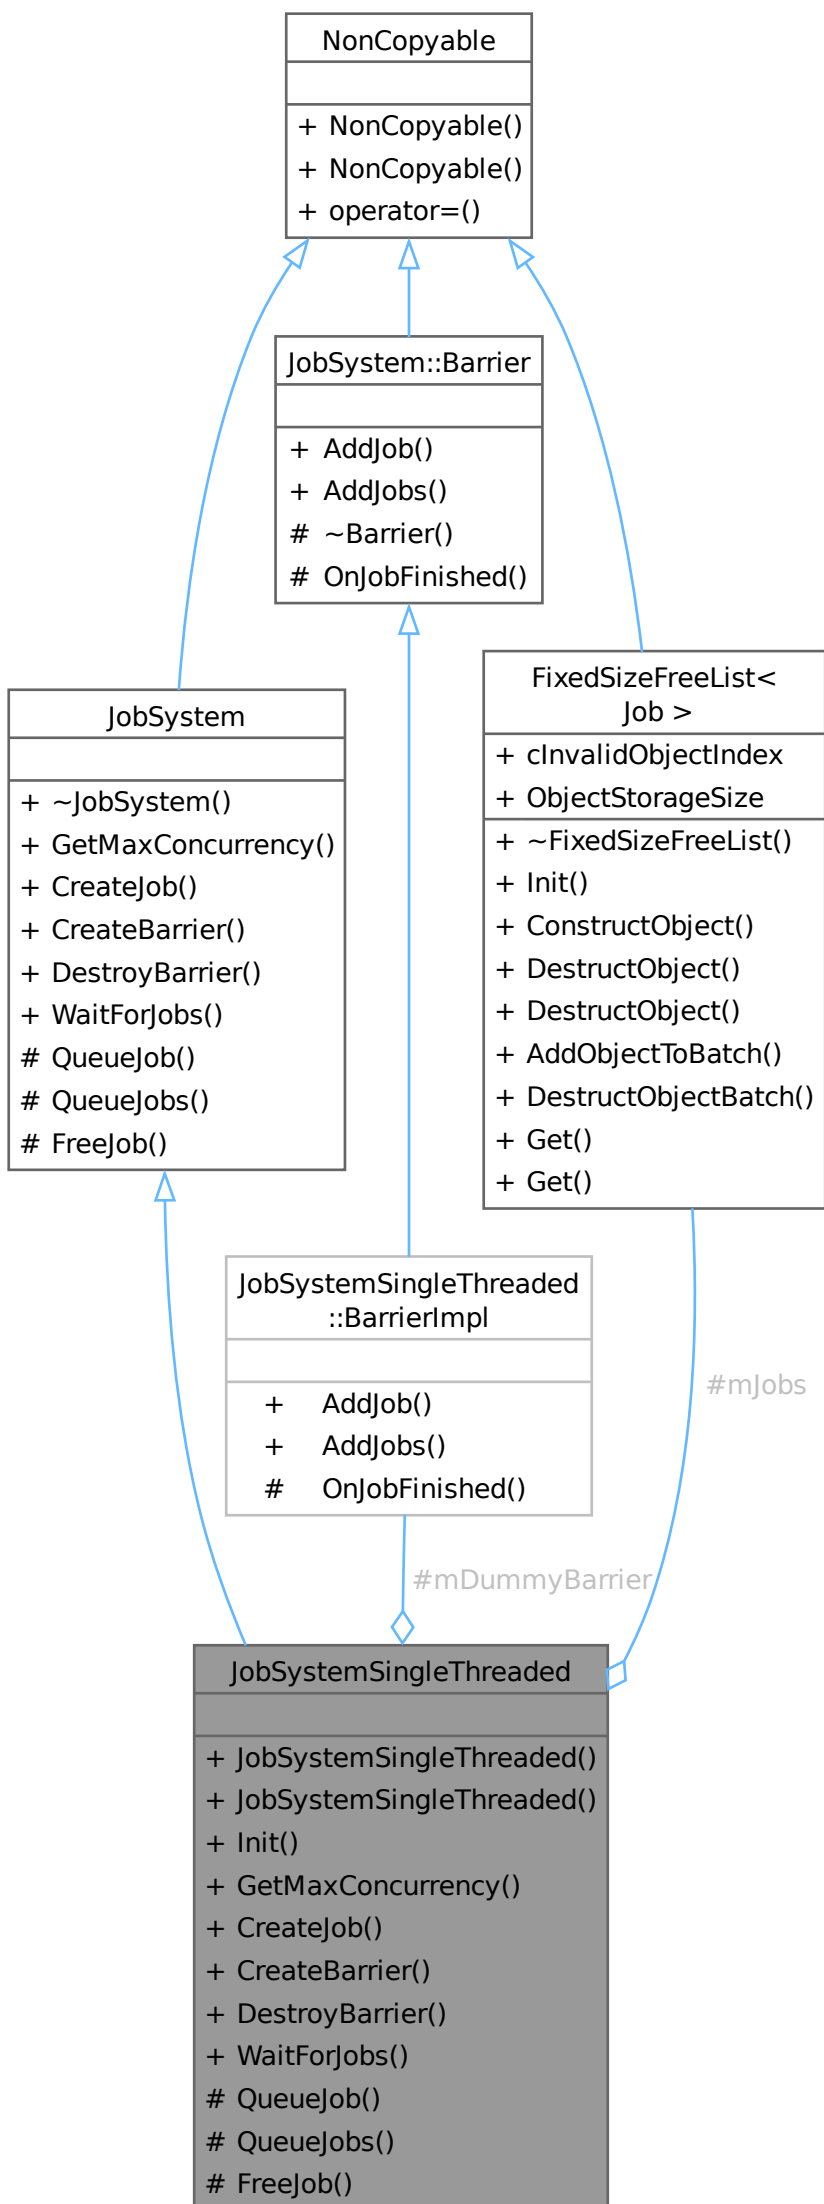 NonCopyable
+ NonCopyable()
+ NonCopyable()
+ operator=()
JobSystem::Barrier
+ AddJob()
+ AddJobs()
# ~Barrier()
# OnJobFinished()
JobSystem
+ ~JobSystem()
+ GetMaxConcurrency()
+ CreateJob()
+ CreateBarrier()
+ DestroyBarrier()
+ WaitForJobs()
# QueueJob()
# QueueJobs()
# FreeJob()
FixedSizeFreeList<
Job >
+ cInvalidObjectIndex
+ ObjectStorageSize
+ ~FixedSizeFreeList()
+ Init()
+ ConstructObject()
+ DestructObject()
+ DestructObject()
+ AddObjectToBatch()
+ DestructObjectBatch()
+ Get()
+ Get()
JobSystemSingleThreaded
::BarrierImpl
+ AddJob()
+ AddJobs()
# OnJobFinished()
#mJobs
#mDummyBarrier
JobSystemSingleThreaded
+ JobSystemSingleThreaded()
+ JobSystemSingleThreaded()
+ Init()
+ GetMaxConcurrency()
+ CreateJob()
+ CreateBarrier()
+ DestroyBarrier()
+ WaitForJobs()
# QueueJob()
# QueueJobs()
# FreeJob()